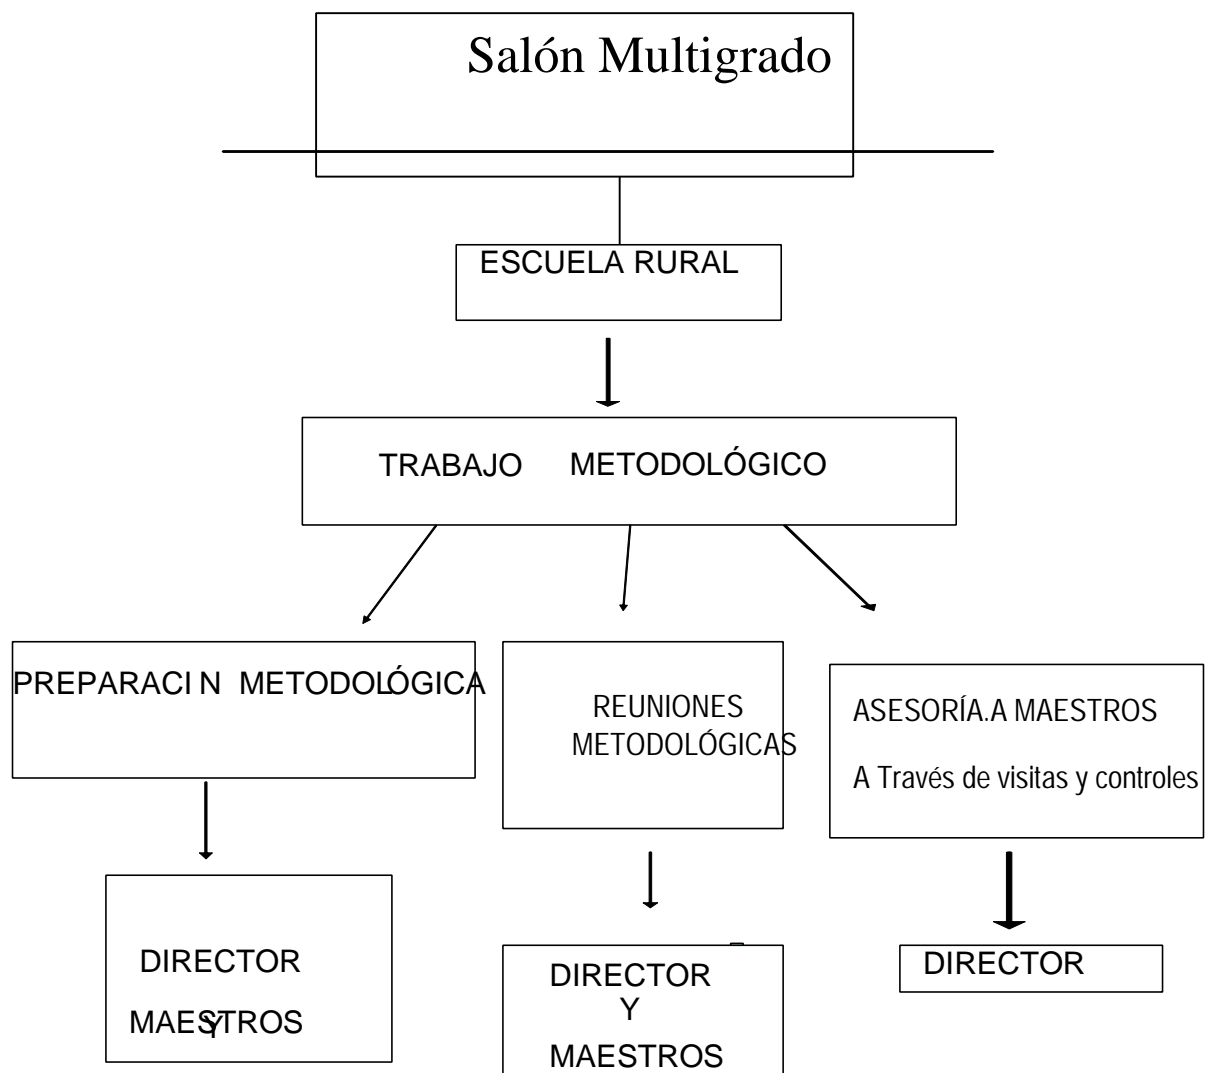 Salón Multigrado
ESCUELA RURAL
TRABAJO METODOLÓGICO
PREPARACI N METODOLÓGICA
REUNIONES
METODOLÓGICAS
ASESORÍA.A MAESTROS
A Través de visitas y controles
DIRECTOR
Y
MAESTROS
DIRECTOR
Y
MAESTROS
DIRECTOR